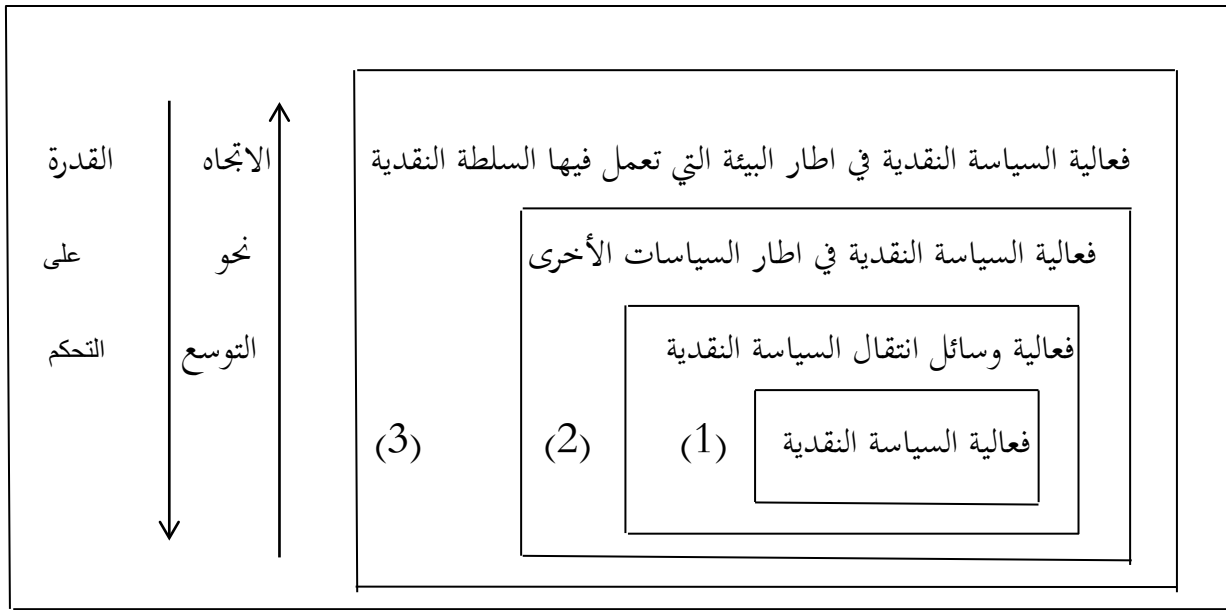 فعالية السياسة النقدية في اطار البيئة التي تعمل فيها السلطة النقدية
الاتجاه
القدرة
فعالية السياسة النقدية في اطار السياسات الأخرى
نحو
على
فعالية وسائل انتقال السياسة النقدية
التوسع
التحكم
فعالية السياسة النقدية
(1)
(2)
(3)